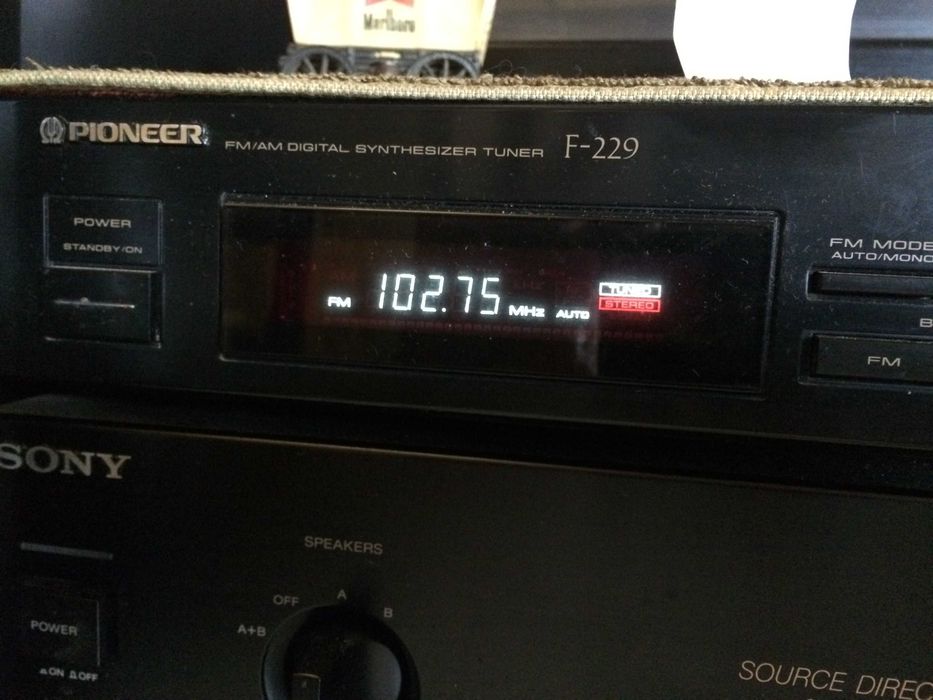 Marlboro
PIONEER
FM/AM DIGITAL SYNTHESIZER TUNER F-229
POWER
STANDBY/ON
FM MODE
AUTO/MONO
FM 102.75 MHz AUTO
TUNED
STEREO
B
FM
SONY
SPEAKERS
OFF A B
A+B
POWER
ON OFF
SOURCE DIREC